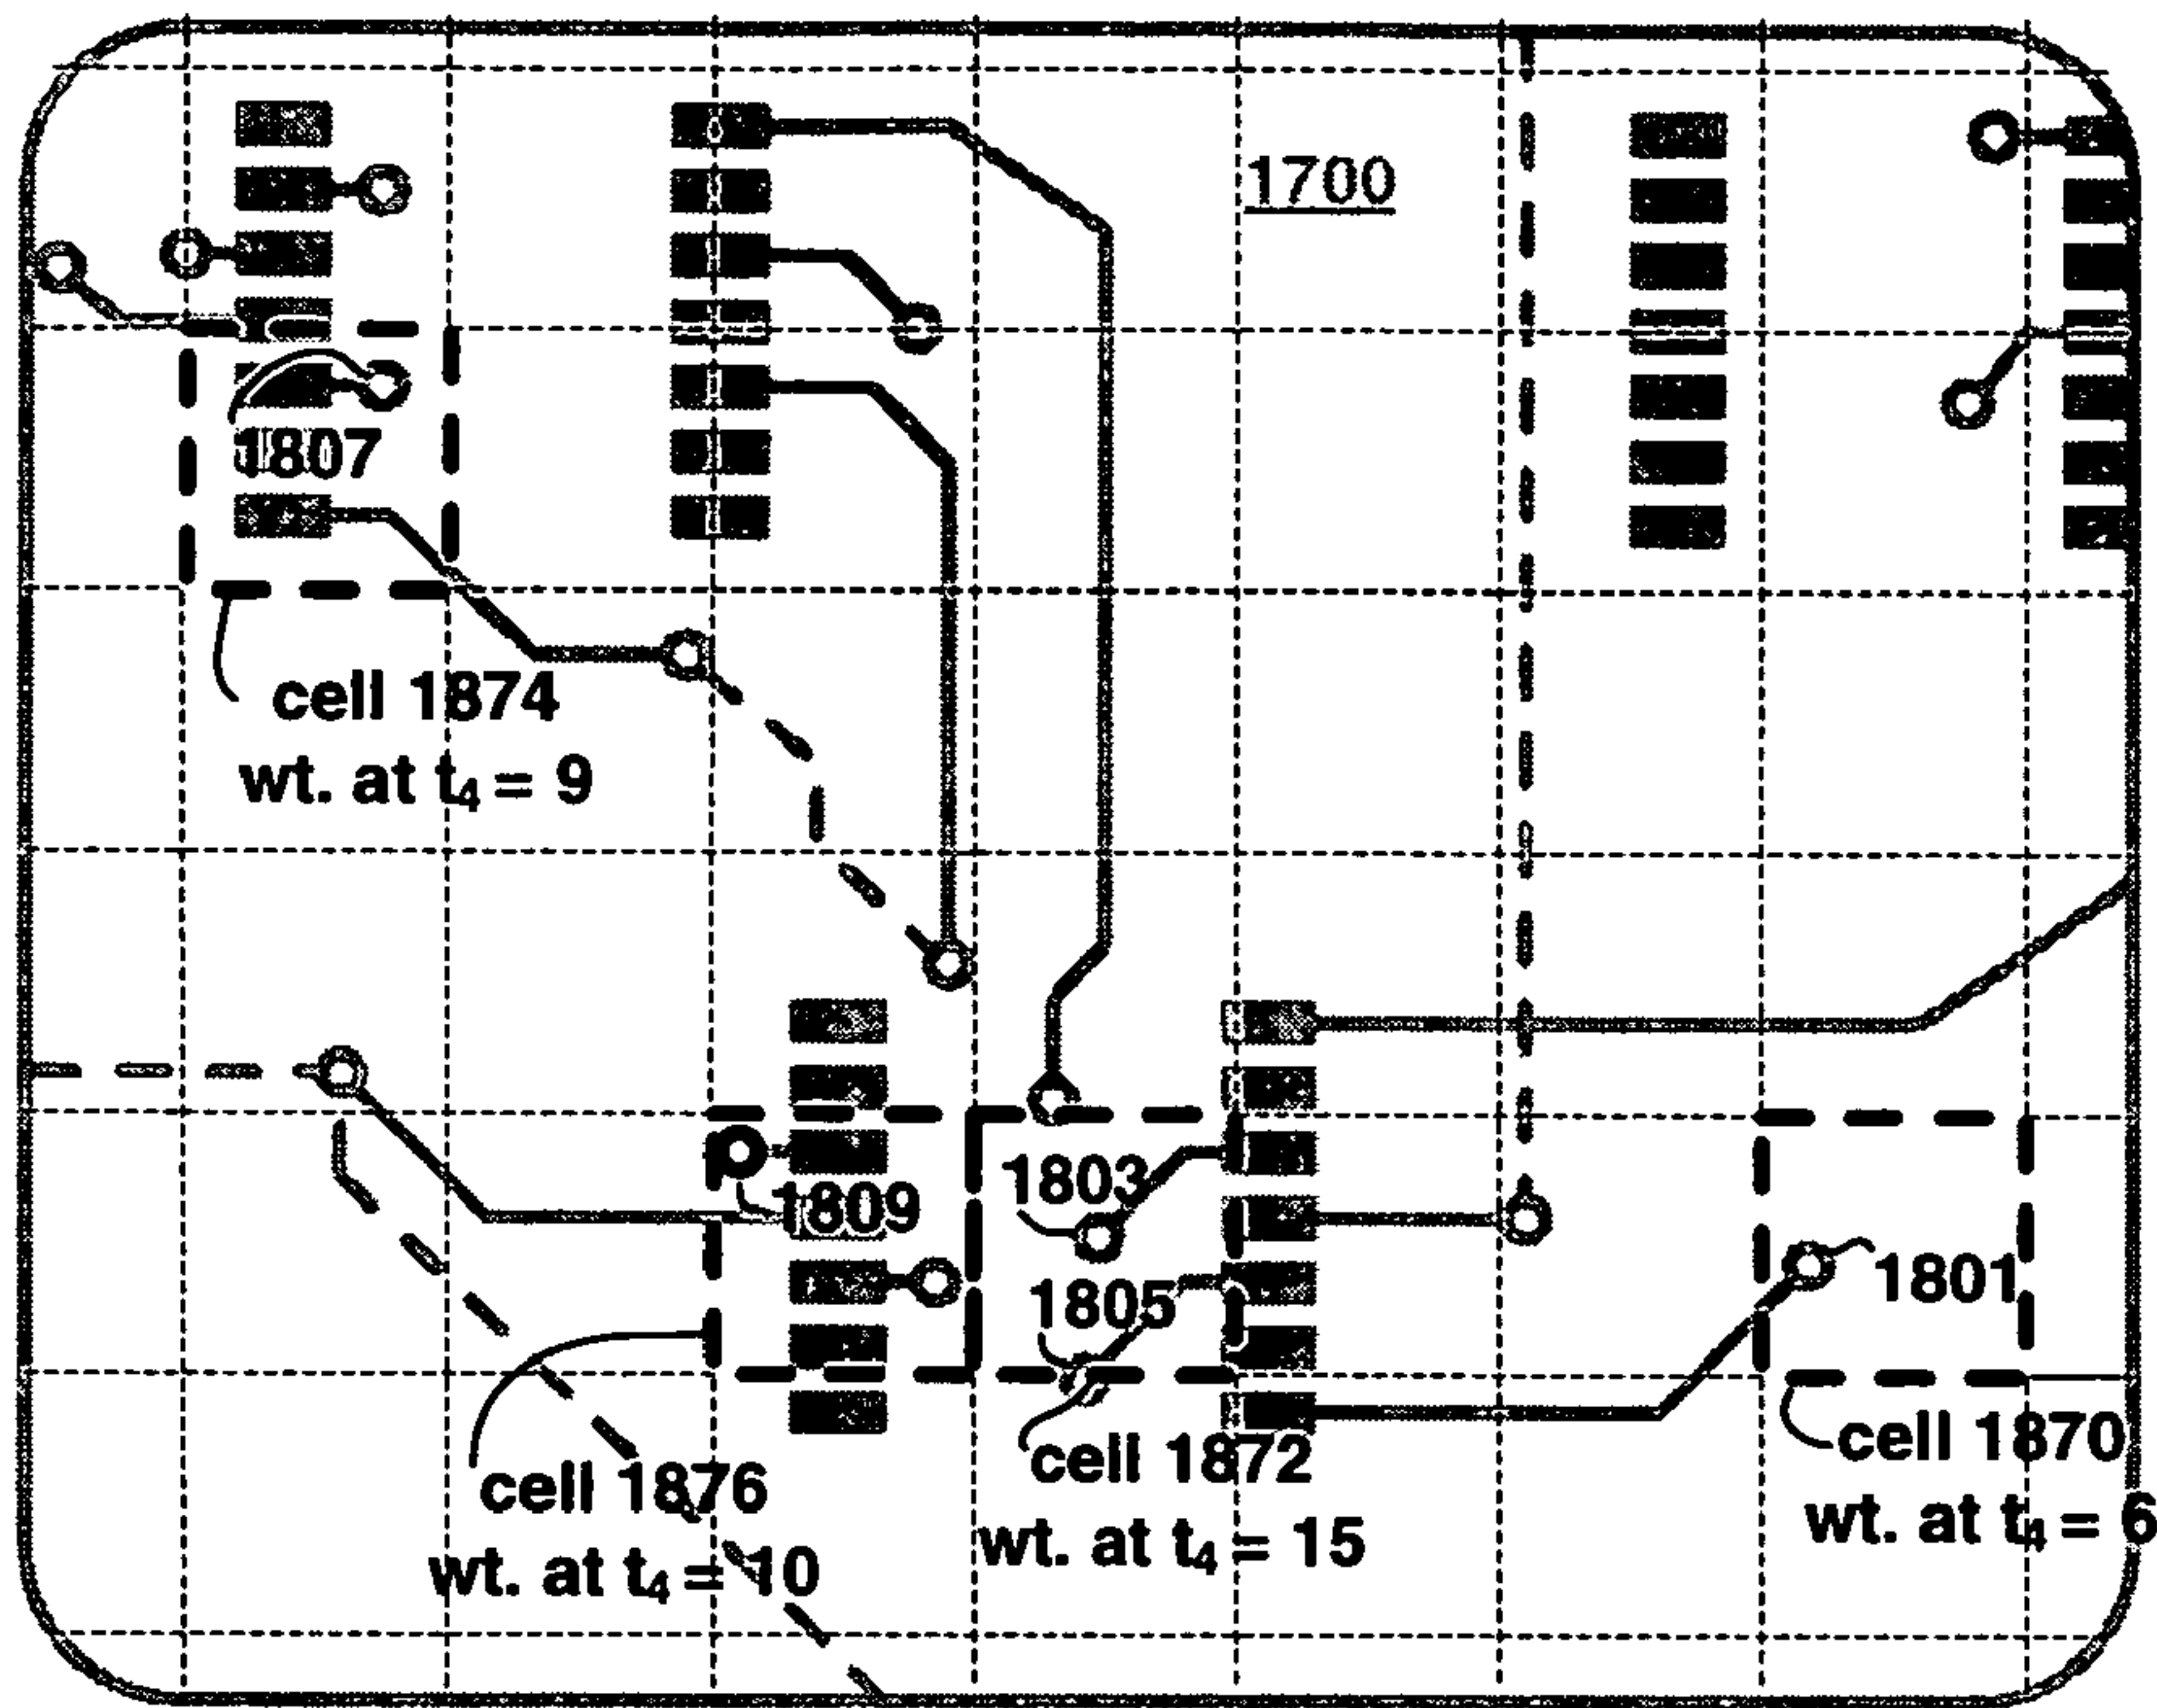 1700
1807
cell 1874
wt. at t₄ = 9
1803
1809
1805
1801
cell 1872
wt. at t₄ = 15
cell 1870
wt. at t₄ = 6
cell 1876
wt. at t₄ = 10